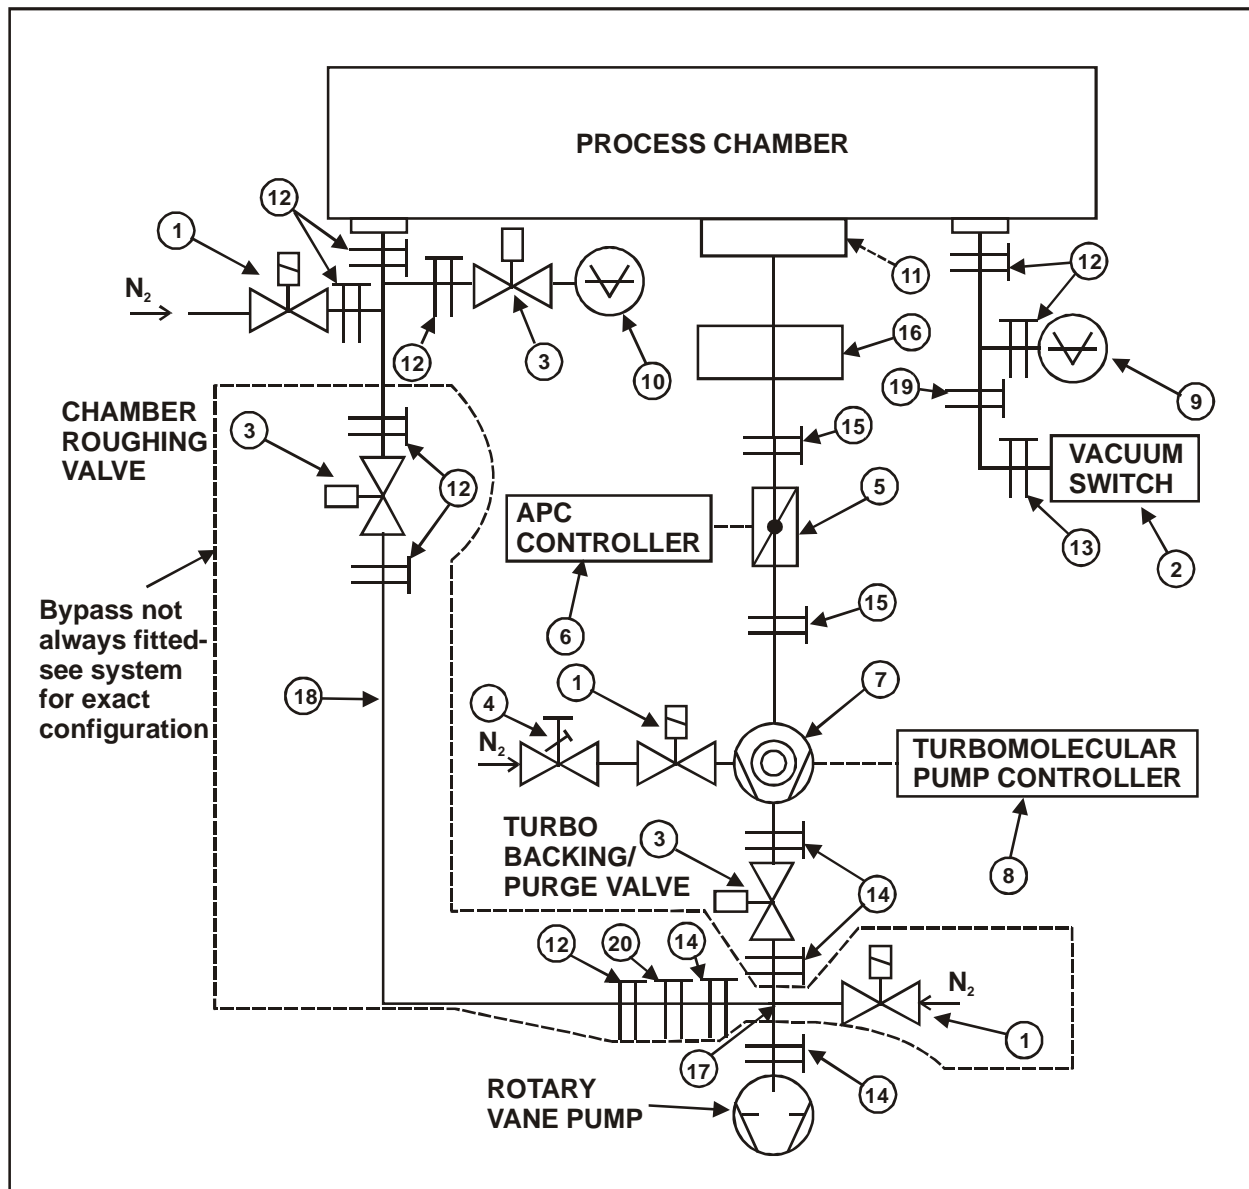 PROCESS CHAMBER
12
1
N2
11
12
12
3
10
16
19
9
CHAMBER
ROUGHING
VALVE
3
12
15
5
VACUUM
SWITCH
APC
CONTROLLER
13
2
Bypass not
always fitted-
see system
for exact
configuration
6
15
18
4
1
7
N2
TURBOMOLECULAR
PUMP CONTROLLER
TURBO
BACKING/
PURGE VALVE
3
8
14
12
20
14
N2
1
17
14
ROTARY
VANE PUMP